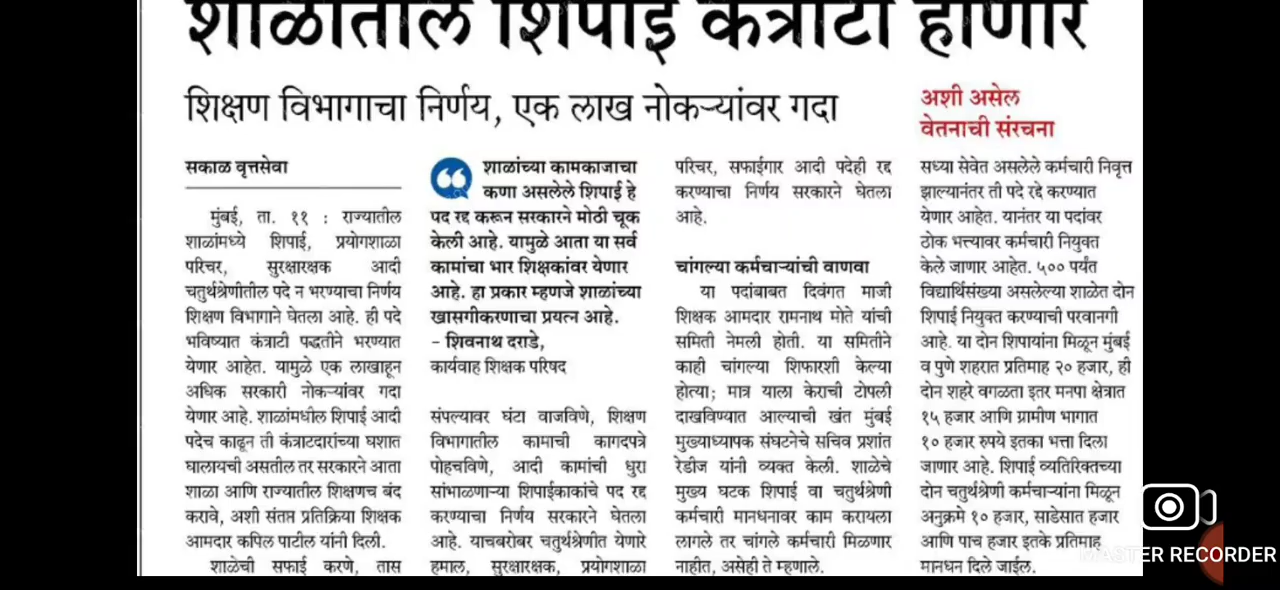 शाळांतील शिपाई कंत्राटी होणार
शिक्षण विभागाचा निर्णय, एक लाख नोकऱ्यांवर गदा
सकाळ वृत्तसेवा
मुंबई, ता. ११ : राज्यातील
शाळांमध्ये शिपाई, प्रयोगशाळा
परिचर, सुरक्षारक्षक आदी
चतुर्थश्रेणीतील पदे न भरण्याचा निर्णय
शिक्षण विभागाने घेतला आहे. ही पदे
भविष्यात कंत्राटी पद्धतीने भरण्यात
येणार आहेत. यामुळे एक लाखाहून
अधिक सरकारी नोकऱ्यांवर गदा
येणार आहे. शाळांमधील शिपाई आदी
पदेच काढून ती कंत्राटदारांच्या घशात
घालायची असतील तर सरकारने आता
शाळा आणि राज्यातील शिक्षणच बंद
करावे, अशी संतप्त प्रतिक्रिया शिक्षक
आमदार कपिल पाटील यांनी दिली.
शाळेची सफाई करणे, तास
शाळांच्या कामकाजाचा
कणा असलेले शिपाई हे
पद रद्द करून सरकारने मोठी चूक
केली आहे. यामुळे आता या सर्व
कामांचा भार शिक्षकांवर येणार
आहे. हा प्रकार म्हणजे शाळांच्या
खासगीकरणाचा प्रयत्न आहे.
– शिवनाथ दराडे,
कार्यवाह शिक्षक परिषद
संपल्यावर घंटा वाजविणे, शिक्षण
विभागातील कामाची कागदपत्रे
पोहचविणे, आदी कामांची धुरा
सांभाळणाऱ्या शिपाईकाकांचे पद रद्द
करण्याचा निर्णय सरकारने घेतला
आहे. याचबरोबर चतुर्थश्रेणीत येणारे
हमाल, सुरक्षारक्षक, प्रयोगशाळा
परिचर, सफाईगार आदी पदेही रद्द
करण्याचा निर्णय सरकारने घेतला
आहे.
चांगल्या कर्मचाऱ्यांची वाणवा
या पदांबाबत दिवंगत माजी
शिक्षक आमदार रामनाथ मोते यांची
समिती नेमली होती. या समितीने
काही चांगल्या शिफारशी केल्या
होत्या; मात्र याला केराची टोपली
दाखविण्यात आल्याची खंत मुंबई
मुख्याध्यापक संघटनेचे सचिव प्रशांत
रेडीज यांनी व्यक्त केली. शाळेचे
मुख्य घटक शिपाई वा चतुर्थश्रेणी
कर्मचारी मानधनावर काम करायला
लागले तर चांगले कर्मचारी मिळणार
नाहीत, असेही ते म्हणाले.
अशी असेल
वेतनाची संरचना
सध्या सेवेत असलेले कर्मचारी निवृत्त
झाल्यानंतर ती पदे रद्दे करण्यात
येणार आहेत. यानंतर या पदांवर
ठोक भत्त्यावर कर्मचारी नियुक्त
केले जाणार आहेत. ५०० पर्यंत
विद्यार्थिसंख्या असलेल्या शाळेत दोन
शिपाई नियुक्त करण्याची परवानगी
आहे. या दोन शिपायांना मिळून मुंबई
व पुणे शहरात प्रतिमाह २० हजार, ही
दोन शहरे वगळता इतर मनपा क्षेत्रात
१५ हजार आणि ग्रामीण भागात
१० हजार रुपये इतका भत्ता दिला
जाणार आहे. शिपाई व्यतिरिक्तच्या
दोन चतुर्थश्रेणी कर्मचाऱ्यांना मिळून
अनुक्रमे १० हजार, साडेसात हजार
आणि पाच हजार इतके प्रतिमाह
मानधन दिले जाईल.
MASTER RECORDER